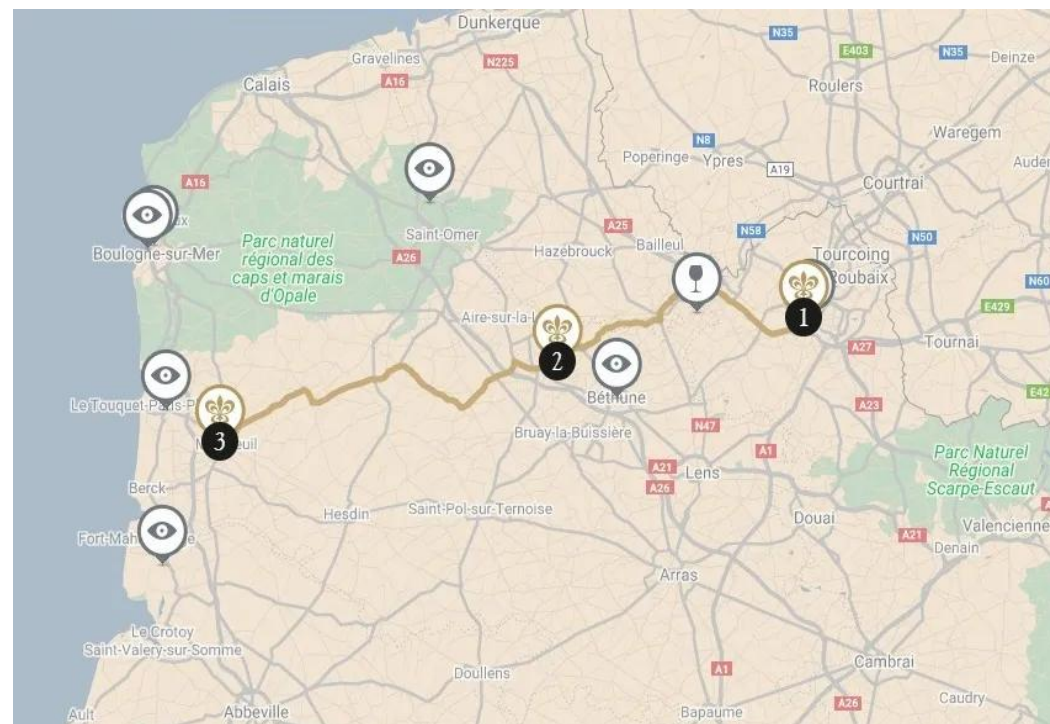 Dunkerque
Gravelines
N225
N35
E403
N35
Deinze
Calais
A16
Roulers
Waregem
N8
Poperinge
Ypres
A19
A16
Courtrai
Boulogne-sur-Mer
Parc naturel
régional des
caps et marais
d'Opale
Saint-Omer
A26
Hazebrouck
A25
Bailleul
N58
Tourcoing
Roubaix
N50
N60
E429
1
Aire-sur-la-
2
A27
Tournai
Béthune
A23
Le Touquet-Paris-P
3
Bruay-la-Buissière
N47
A1
Lens
A21
A26
Parc Naturel
Régional
Scarpe-Escaut
Berck
Hesdin
Saint-Pol-sur-Ternoise
Douai
A21
Valencienne
Denain
Fort-Mah
Arras
Le Crotoy
Saint-Valery-sur-Somme
Doullens
A1
Cambrai
A26
Caudry
Ault
Abbeville
Bapaume